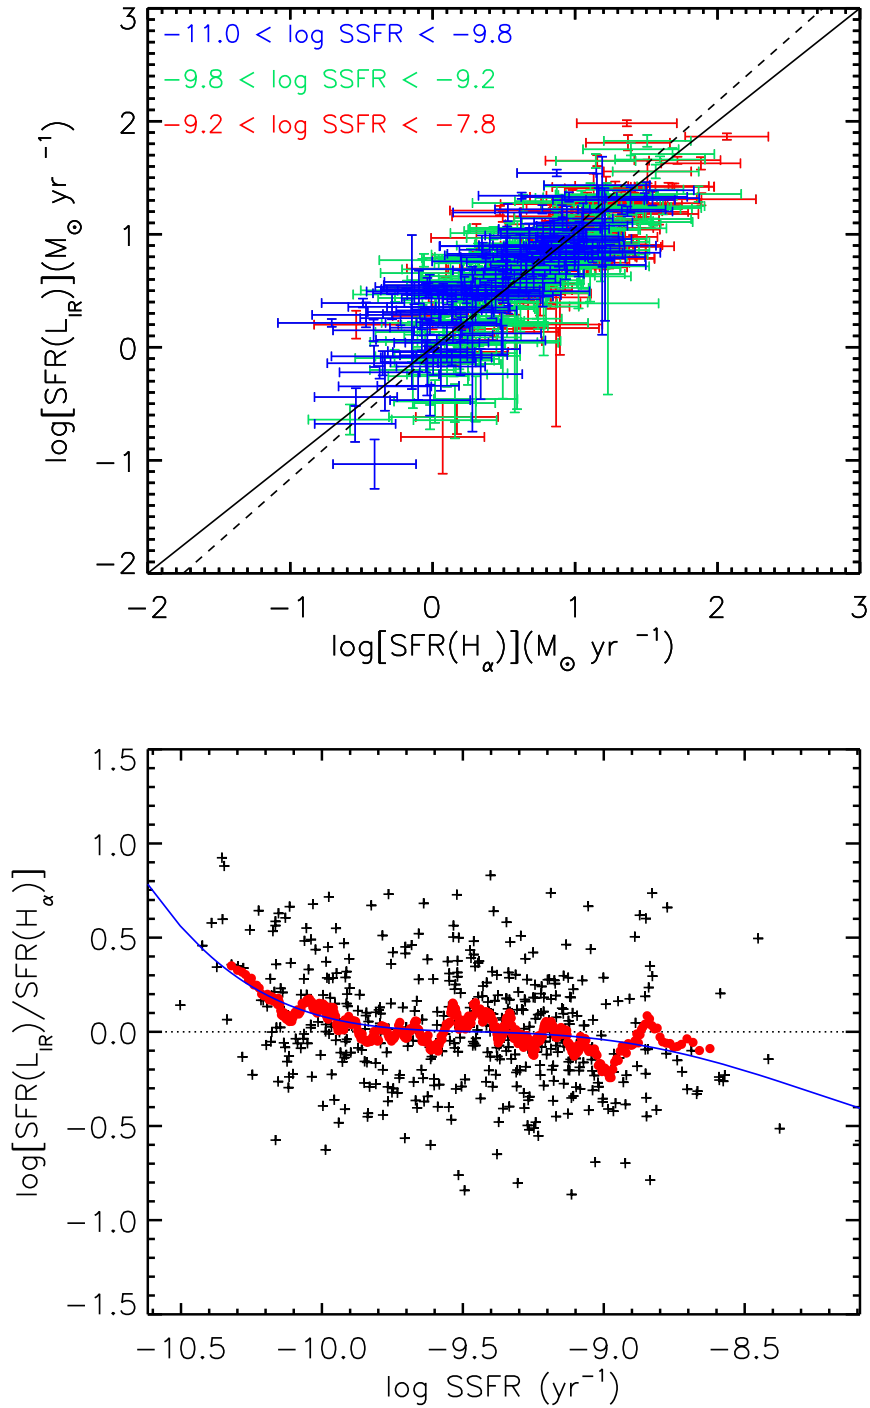 −11.0 < log SSFR < −9.8
−9.8 < log SSFR < −9.2
−9.2 < log SSFR < −7.8
3
2
1
0
−1
−2
log[SFR(L_IR)](M_⊙ yr ⁻¹)
−2 −1 0 1 2 3
log[SFR(H_α)](M_⊙ yr ⁻¹)
1.5
1.0
0.5
0.0
−0.5
−1.0
−1.5
log[SFR(L_IR)/SFR(H_α)]
−10.5 −10.0 −9.5 −9.0 −8.5
log SSFR (yr⁻¹)